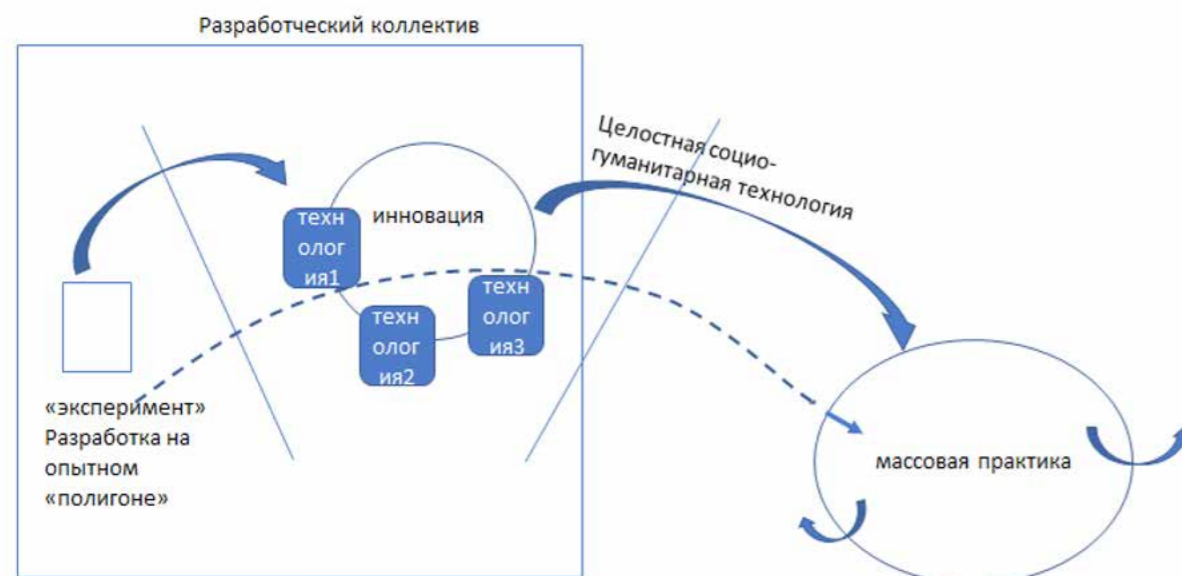 Разработческий коллектив
Целостная социо-
гуманитарная технология
инновация
техн
олог
ия1
техн
олог
ия2
техн
олог
ия3
«эксперимент»
Разработка на
опытном
«полигоне»
массовая практика